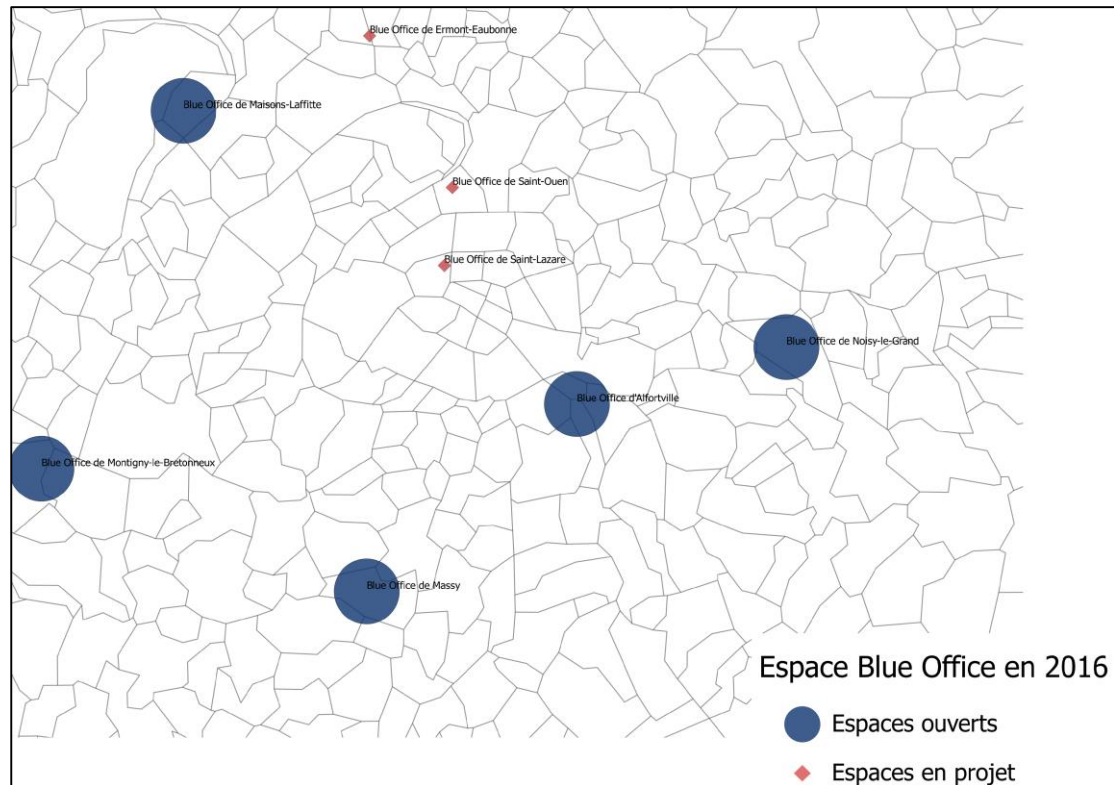 Blue Office de Ermont-Eaubonne
Blue Office de Maisons-Laffitte
Blue Office de Saint-Ouen
Blue Office de Saint-Lazare
Blue Office de Noisy-le-Grand
Blue Office d'Alfortville
Blue Office de Montigny-le-Bretonneux
Blue Office de Massy
Espace Blue Office en 2016
Espaces ouverts
Espaces en projet